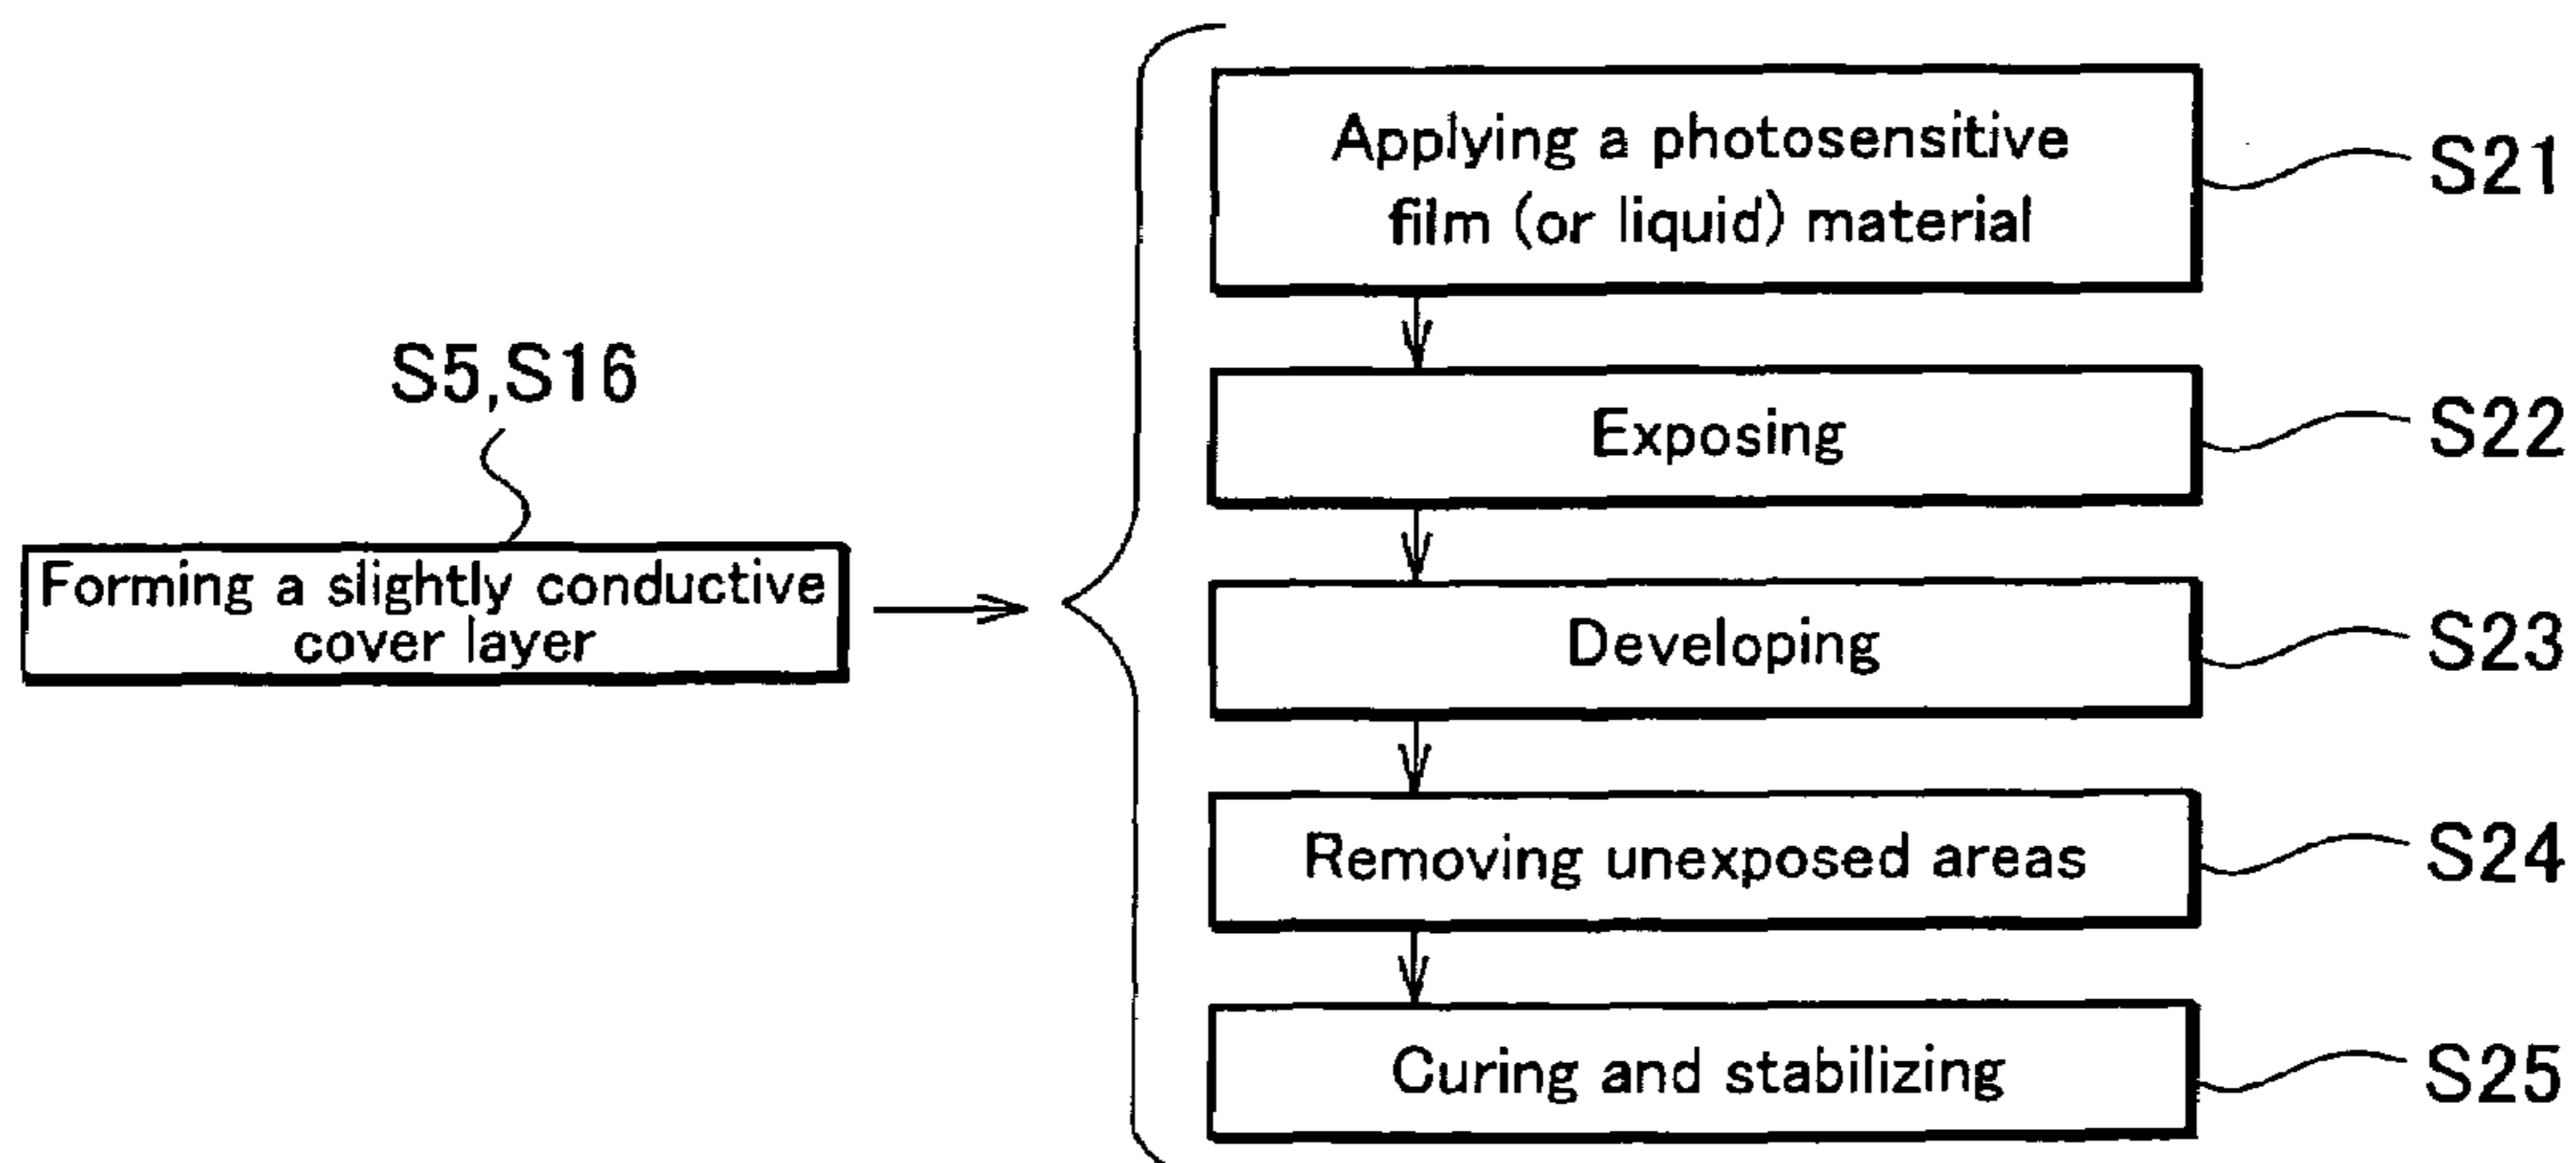 S5,S16
Forming a slightly conductive
cover layer
Applying a photosensitive
film (or liquid) material
S21
Exposing
S22
Developing
S23
Removing unexposed areas
S24
Curing and stabilizing
S25